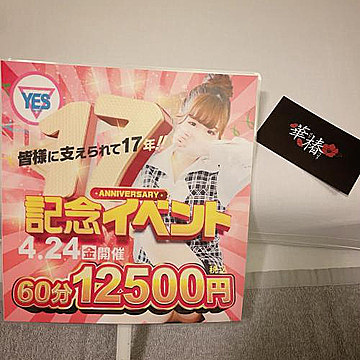 YES
17
皆様に支えられて17年!!
ANNIVERSARY
記念イベント
4.24金開催
60分12500円
税込
華椿